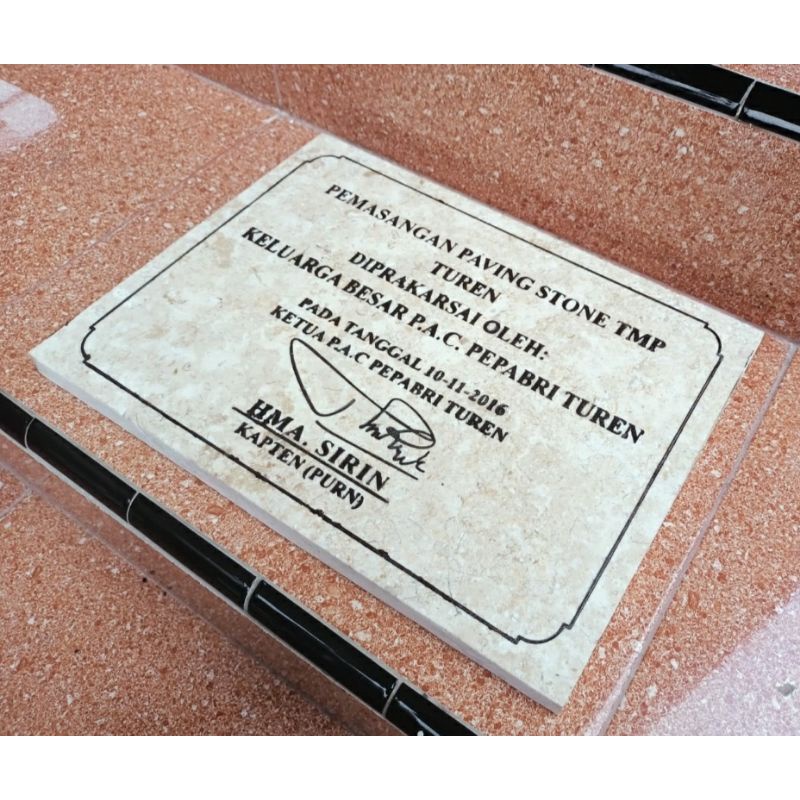 PEMASANGAN PAVING STONE TMP
TUREN
DIPRAKARSAI OLEH:
KELUARGA BESAR P.A.C. PEPABRI TUREN
PADA TANGGAL 10-11-2016
KETUA P.A.C PEPABRI TUREN
HMA. SIRIN
KAPTEN (PURN)